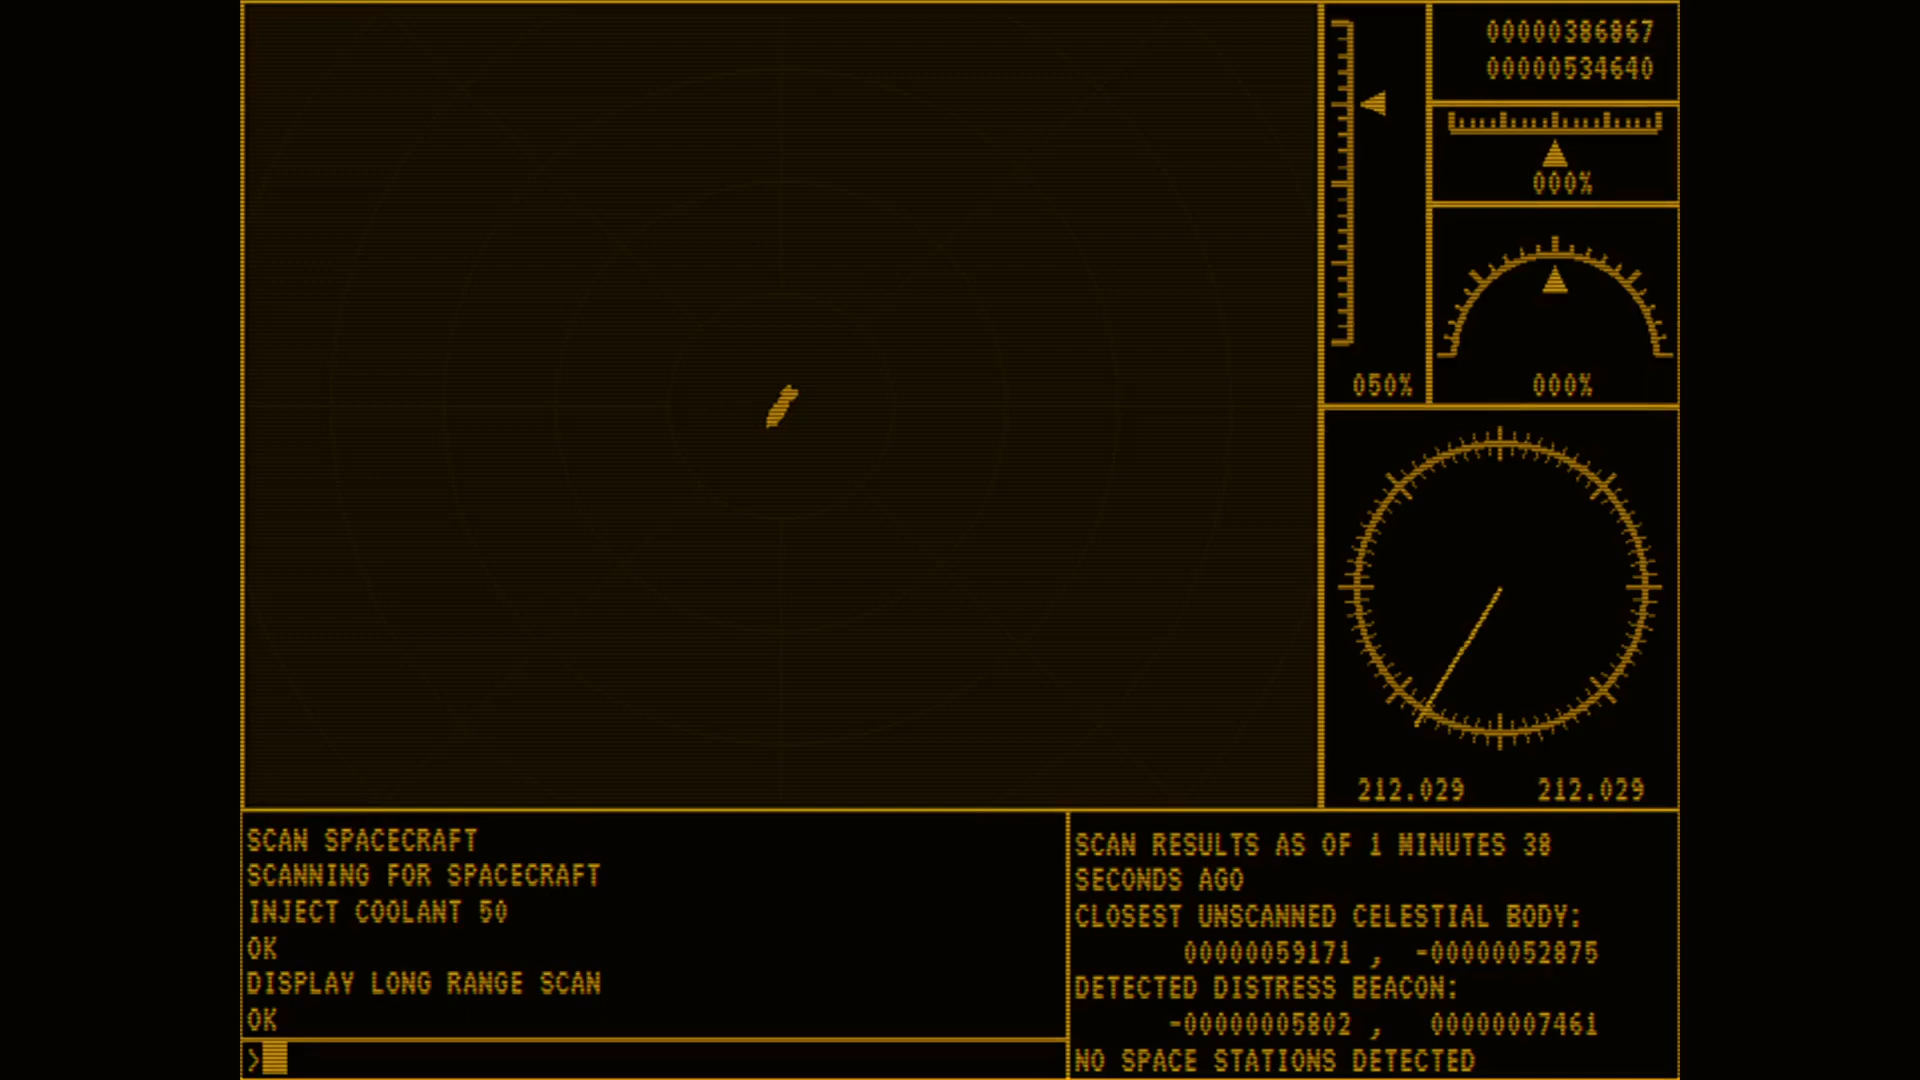 00000386867
00000534640
000%
050%
000%
212.029 212.029
SCAN SPACECRAFT
SCANNING FOR SPACECRAFT
INJECT COOLANT 50
OK
DISPLAY LONG RANGE SCAN
OK
>
SCAN RESULTS AS OF 1 MINUTES 38
SECONDS AGO
CLOSEST UNSCANNED CELESTIAL BODY:
00000059171 , -00000052875
DETECTED DISTRESS BEACON:
-00000005802 , 00000007461
NO SPACE STATIONS DETECTED